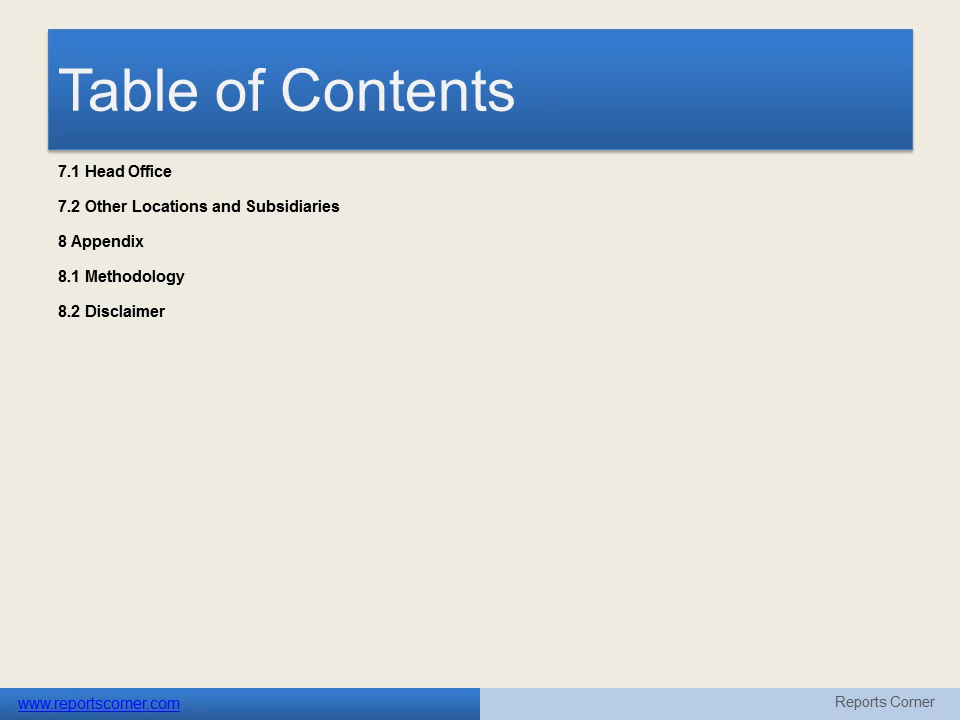 Table of Contents
7.1 Head Office
7.2 Other Locations and Subsidiaries
8 Appendix
8.1 Methodology
8.2 Disclaimer
www.reportscorner.com
Reports Corner